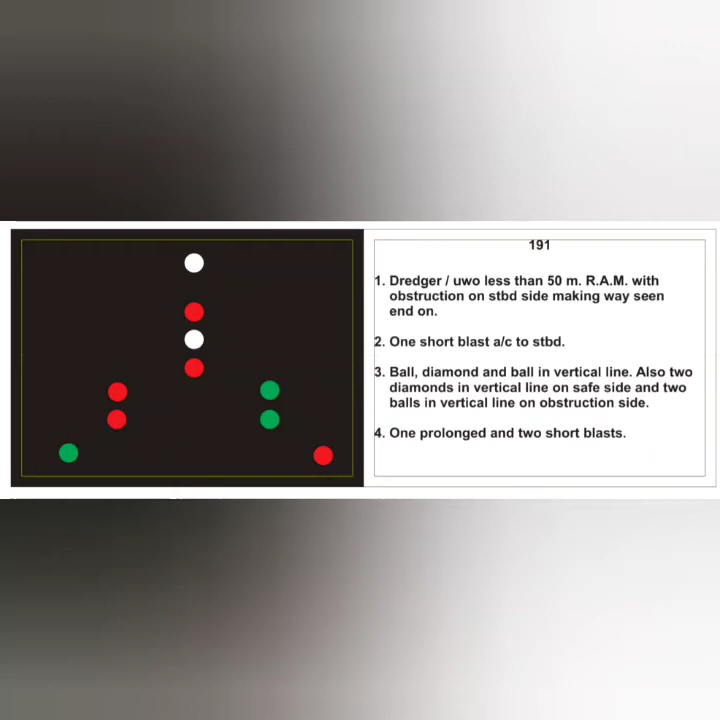 191
1. Dredger / uwo less than 50 m. R.A.M. with
obstruction on stbd side making way seen
end on.
2. One short blast a/c to stbd.
3. Ball, diamond and ball in vertical line. Also two
diamonds in vertical line on safe side and two
balls in vertical line on obstruction side.
4. One prolonged and two short blasts.